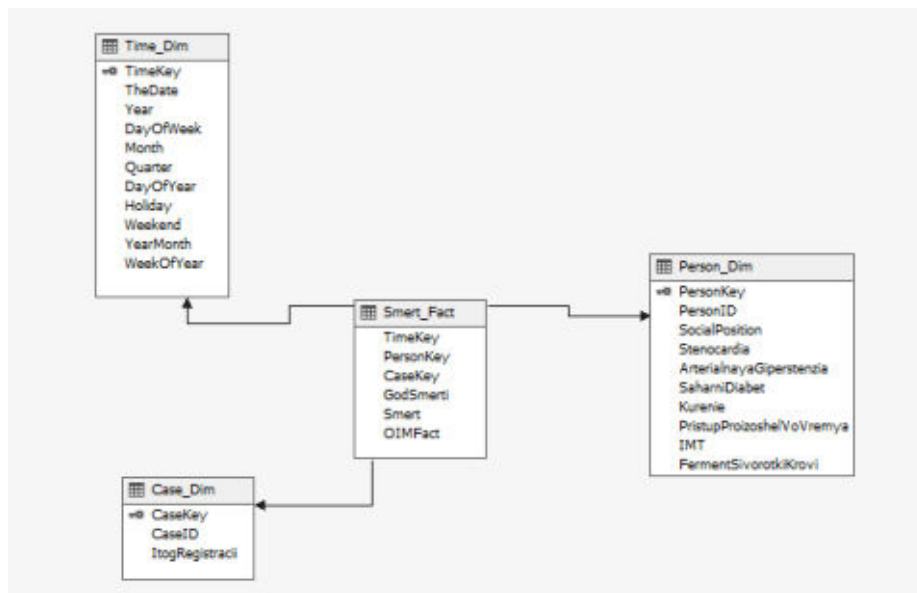 Time_Dim
TimeKey
TheDate
Year
DayOfWeek
Month
Quarter
DayOfYear
Holiday
Weekend
YearMonth
WeekOfYear
Smert_Fact
TimeKey
PersonKey
CaseKey
GodSmerti
Smert
OIMFact
Person_Dim
PersonKey
PersonID
SocialPosition
Stenocardia
ArterialnayaGiperstenzia
SaharniDiabet
Kurenie
PristupProizoshelVoVremya
IMT
FermentSivorotkiKrovi
Case_Dim
CaseKey
CaseID
ItogRegistracii